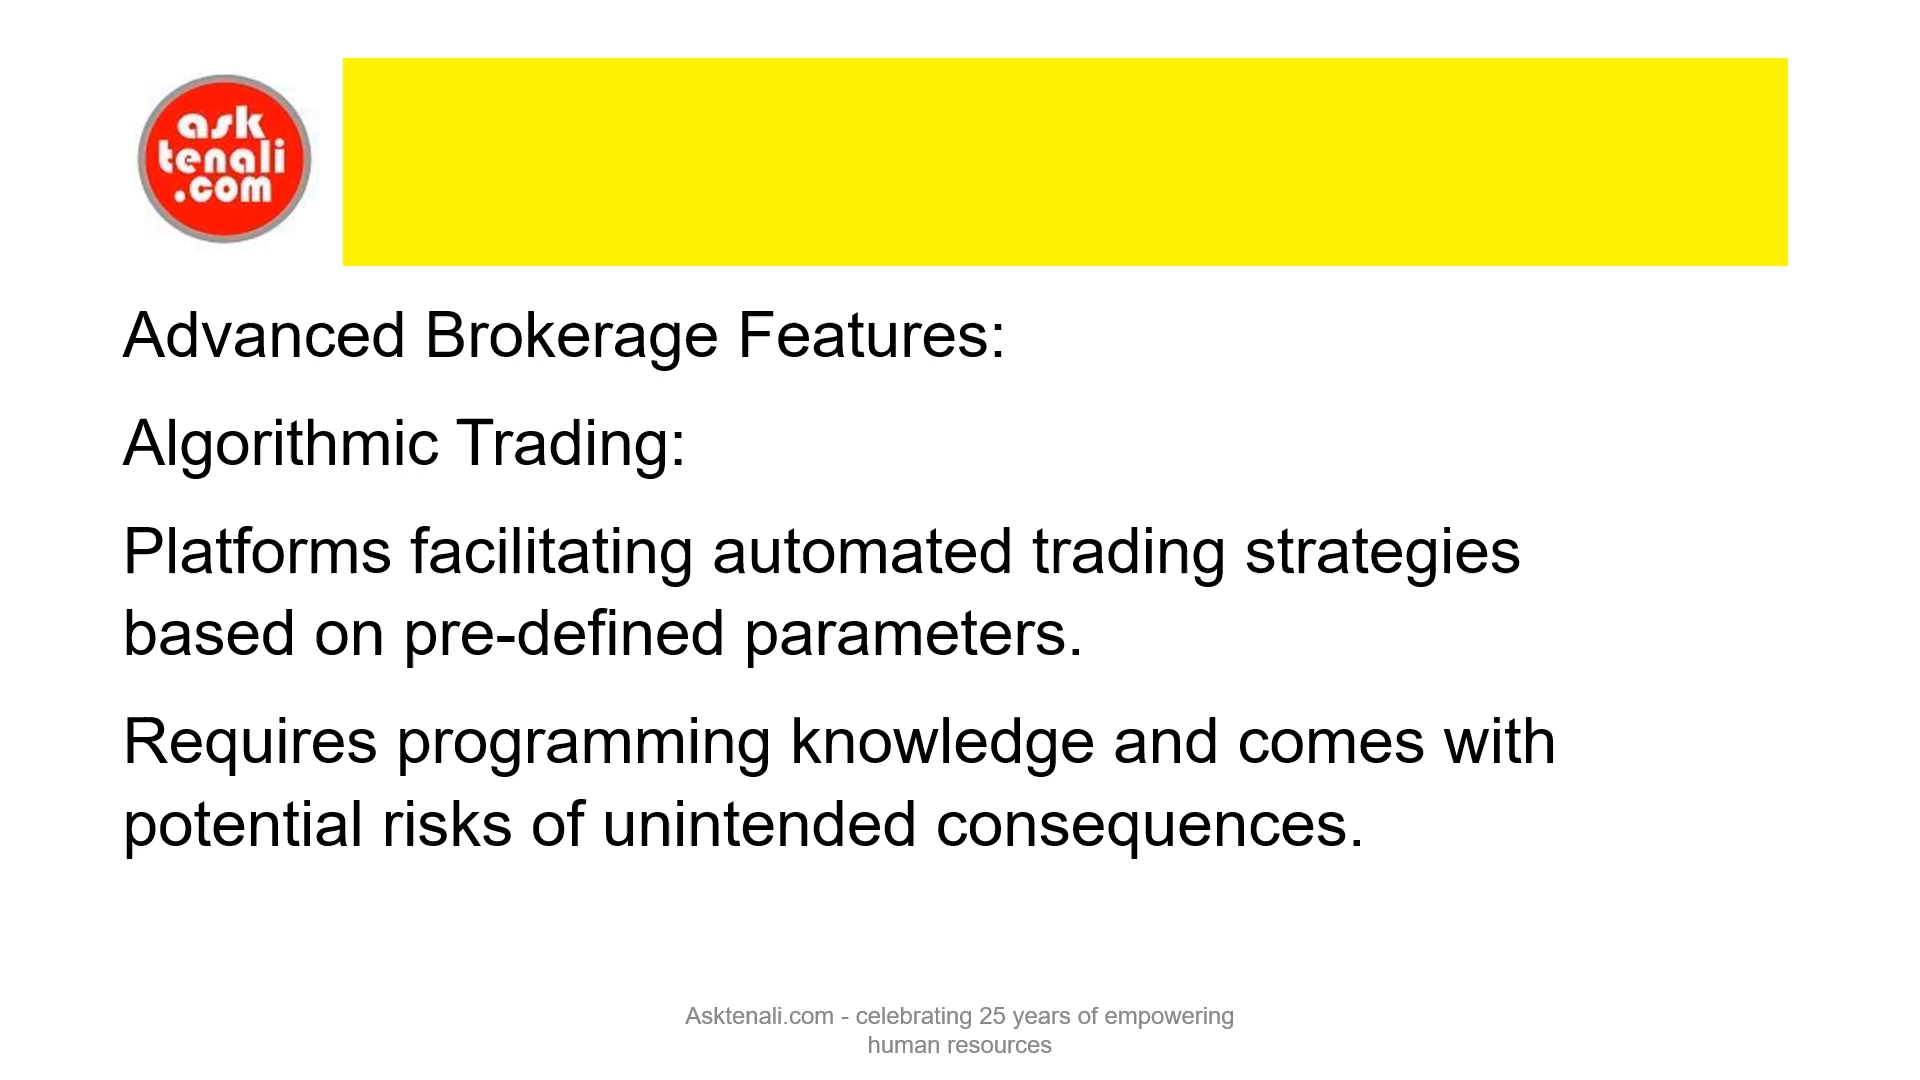 ask
tenali
.com
Advanced Brokerage Features:
Algorithmic Trading:
Platforms facilitating automated trading strategies
based on pre-defined parameters.
Requires programming knowledge and comes with
potential risks of unintended consequences.
Asktenali.com - celebrating 25 years of empowering
human resources